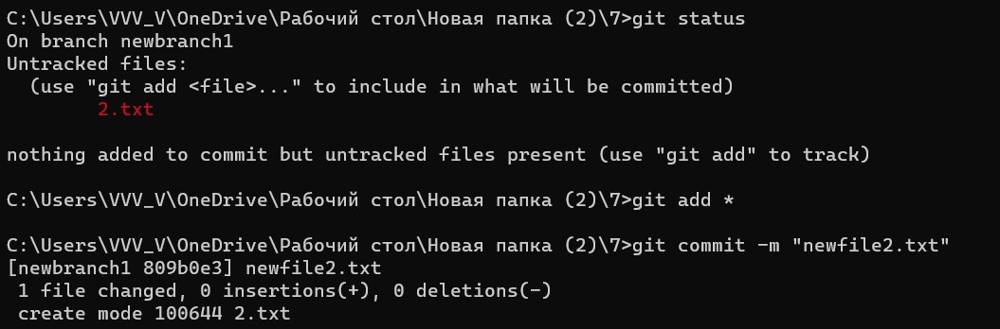 C:\Users\VVV_V\OneDrive\Рабочий стол\Новая папка (2)\7>git status
On branch newbranch1
Untracked files:
  (use "git add <file>..." to include in what will be committed)
        2.txt

nothing added to commit but untracked files present (use "git add" to track)

C:\Users\VVV_V\OneDrive\Рабочий стол\Новая папка (2)\7>git add *

C:\Users\VVV_V\OneDrive\Рабочий стол\Новая папка (2)\7>git commit -m "newfile2.txt"
[newbranch1 809b0e3] newfile2.txt
 1 file changed, 0 insertions(+), 0 deletions(-)
 create mode 100644 2.txt